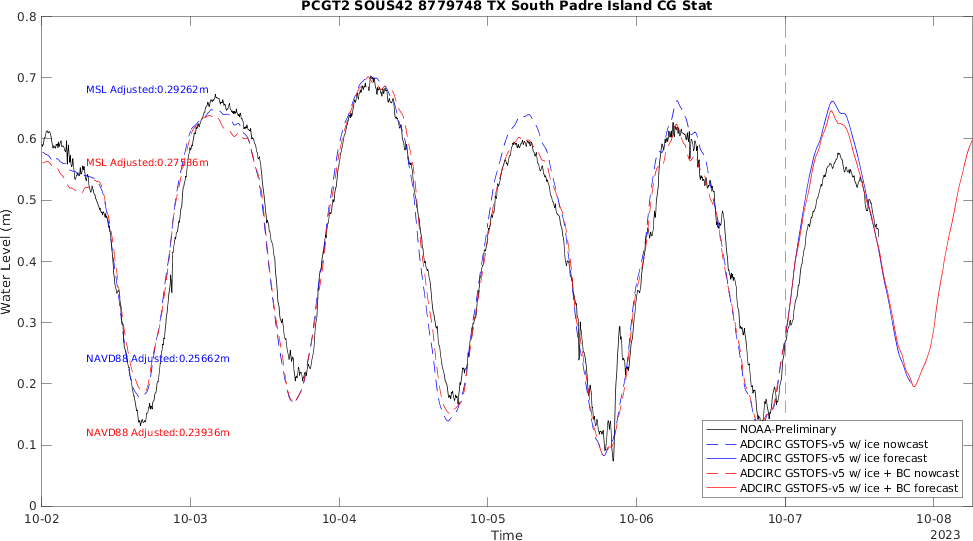 PCGT2 SOUS42 8779748 TX South Padre Island CG Stat
0.8
0.7
0.6
0.5
0.4
0.3
0.2
0.1
0
Water Level (m)
MSL Adjusted:0.29262m
MSL Adjusted:0.27536m
NAVD88 Adjusted:0.25662m
NAVD88 Adjusted:0.23936m
NOAA-Preliminary
ADCIRC GSTOFS-v5 w/ ice nowcast
ADCIRC GSTOFS-v5 w/ ice forecast
ADCIRC GSTOFS-v5 w/ ice + BC nowcast
ADCIRC GSTOFS-v5 w/ ice + BC forecast
10-02 10-03 10-04 10-05 10-06 10-07 10-08
Time
2023